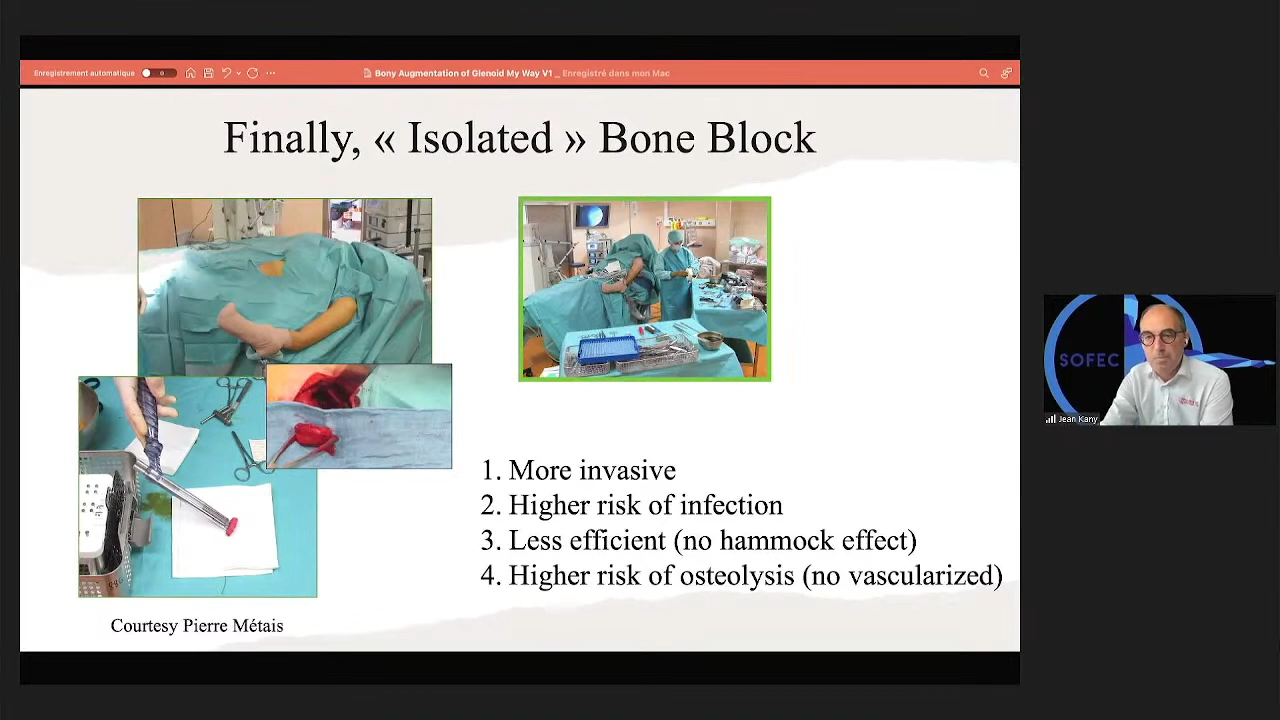 Enregistrement automatique
Bony Augmentation of Glenoid My Way V1 _ Enregistré dans mon Mac
Finally, « Isolated » Bone Block
1. More invasive
2. Higher risk of infection
3. Less efficient (no hammock effect)
4. Higher risk of osteolysis (no vascularized)
Courtesy Pierre Métais
SOFEC
Jean Kany